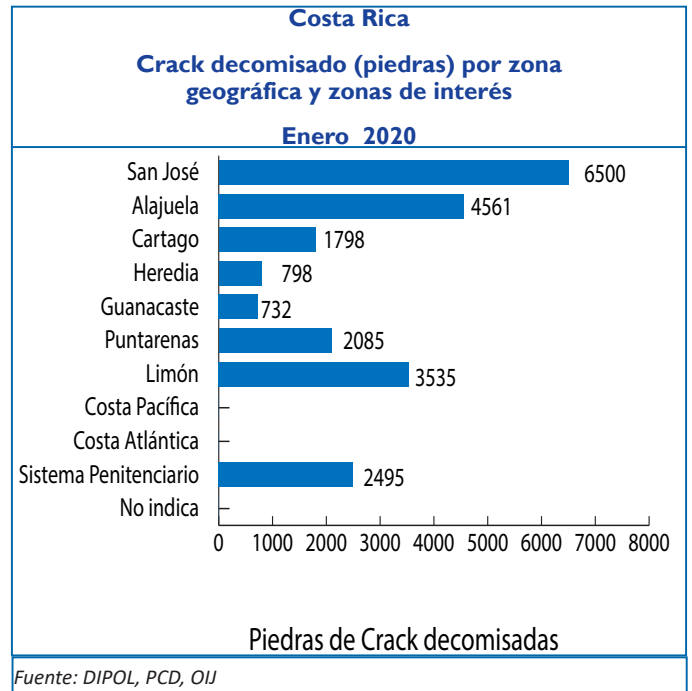 Costa Rica
Crack decomisado (piedras) por zona
geográfica y zonas de interés
Enero 2020
San José 6500
Alajuela 4561
Cartago 1798
Heredia 798
Guanacaste 732
Puntarenas 2085
Limón 3535
Costa Pacífica
Costa Atlántica
Sistema Penitenciario 2495
No indica
0 1000 2000 3000 4000 5000 6000 7000 8000
Piedras de Crack decomisadas
Fuente: DIPOL, PCD, OIJ